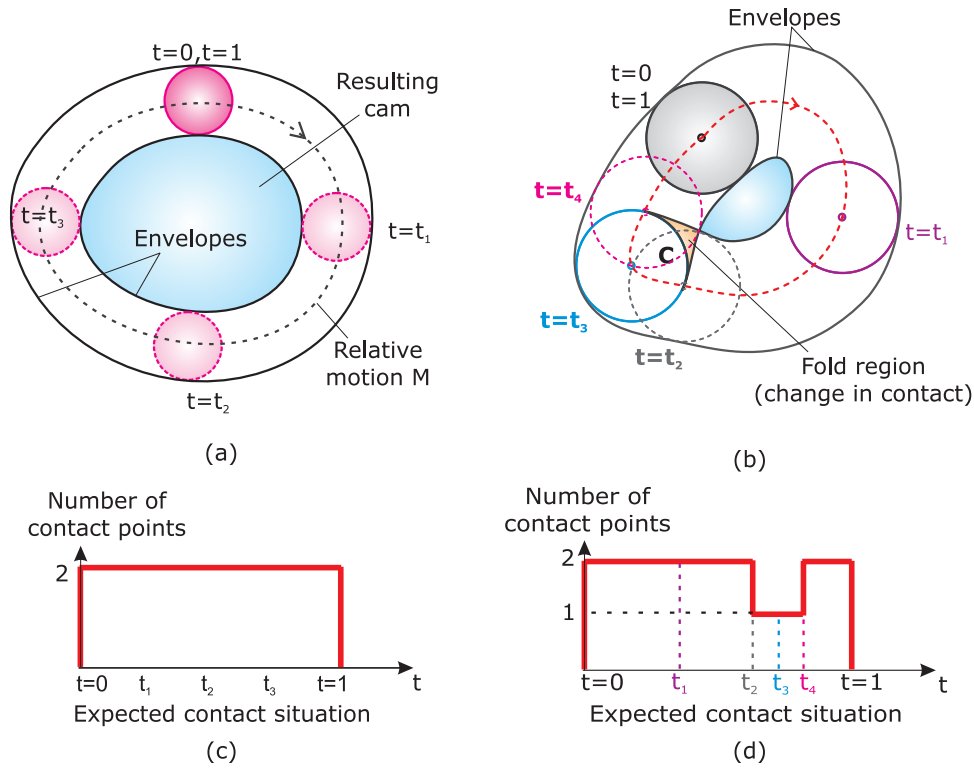 t=0,t=1
Resulting
cam
t=t₃
t=t₁
Envelopes
Relative
motion M
t=t₂
(a)
Envelopes
t=0
t=1
t=t₄
t=t₁
C
t=t₃
t=t₂
Fold region
(change in contact)
(b)
Number of
contact points
2
t=0
t₁
t₂
t₃
t=1
t
Expected contact situation
(c)
Number of
contact points
2
1
t=0
t₁
t₂
t₃
t₄
t=1
t
Expected contact situation
(d)